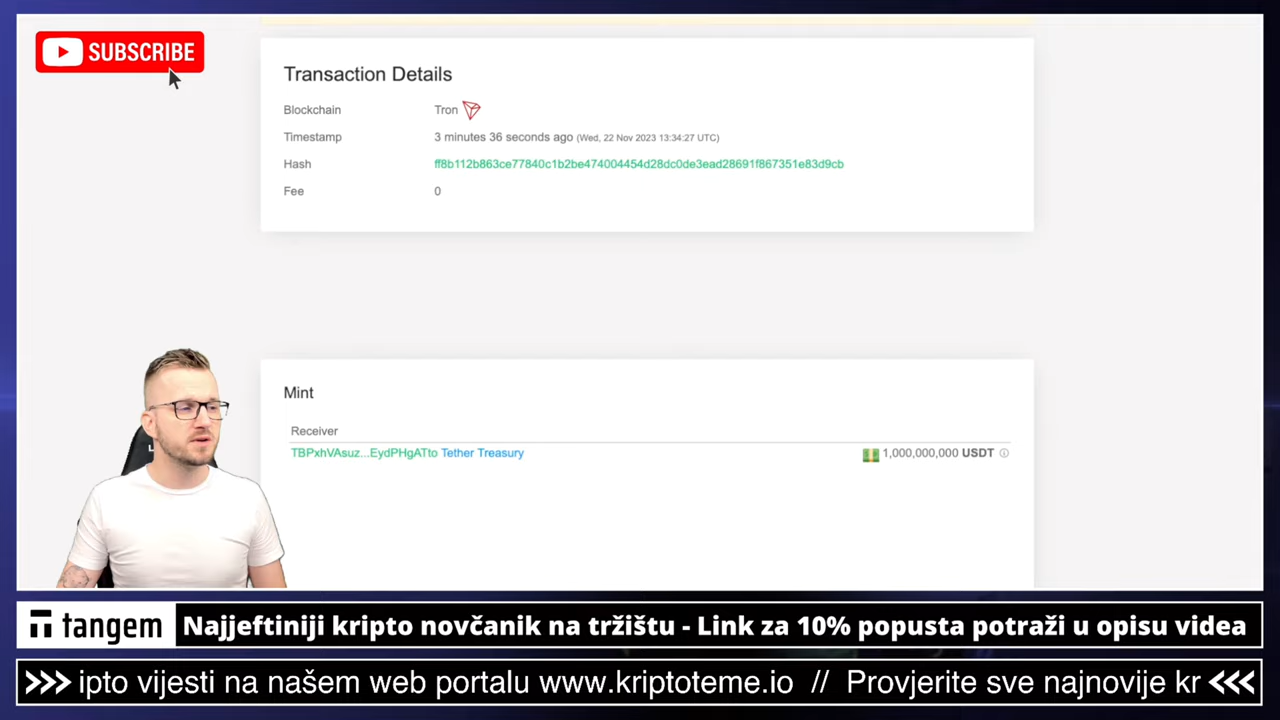 SUBSCRIBE
Transaction Details
Blockchain Tron
Timestamp 3 minutes 36 seconds ago (Wed, 22 Nov 2023 13:34:27 UTC)
Hash ff8b112b863ce77840c1b2be474004454d28dc0de3ead28691f867351e83d9cb
Fee 0
Mint
Receiver
TBPxhVAsuz...EydPHgATto Tether Treasury 1,000,000,000 USDT
tangem Najjeftiniji kripto novčanik na tržištu - Link za 10% popusta potraži u opisu videa
>>> ipto vijesti na našem web portalu www.kriptoteme.io // Provjerite sve najnovije kr <<<